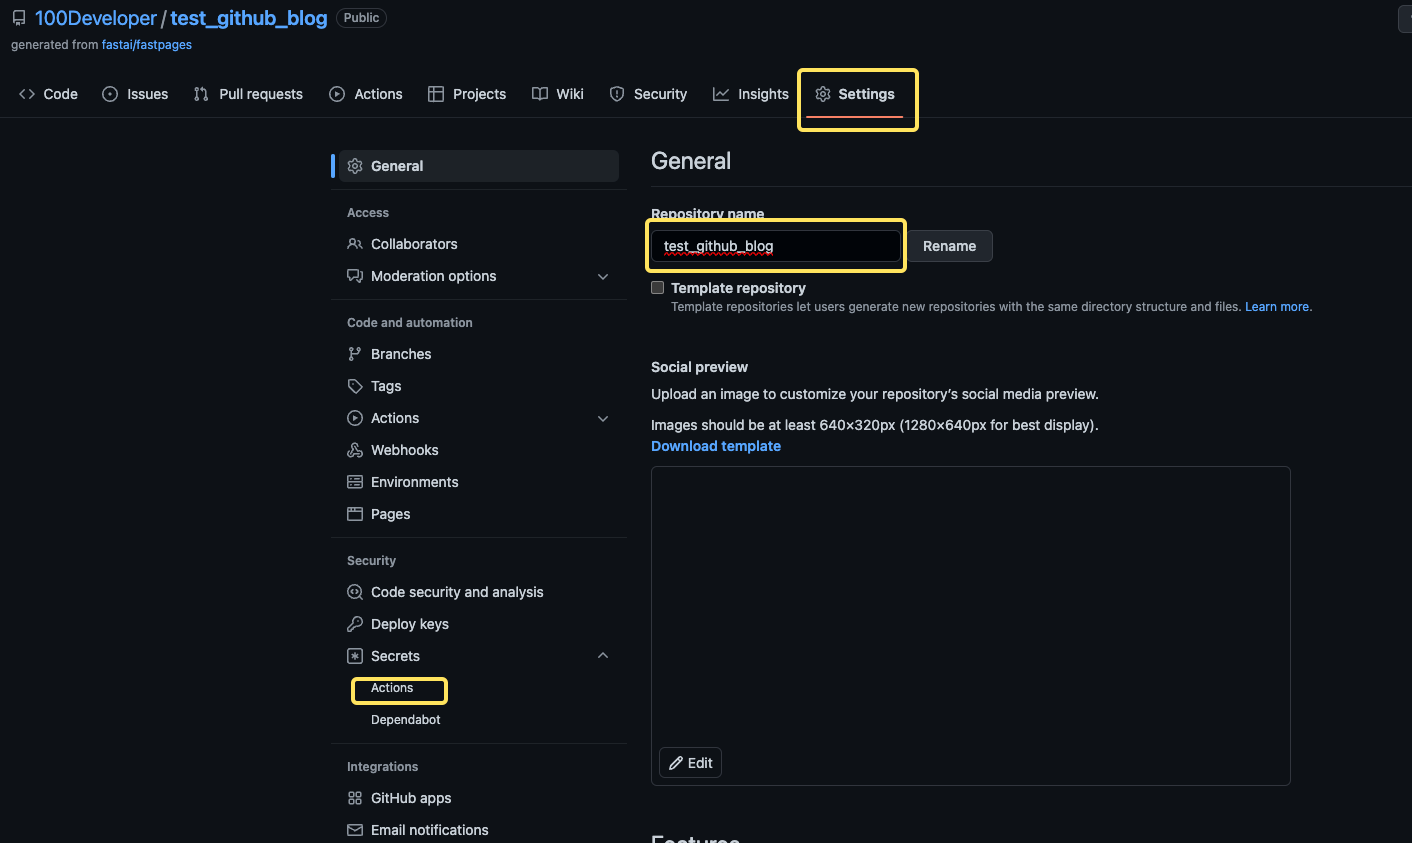 100Developer / test_github_blog Public
generated from fastai/fastpages
Code Issues Pull requests Actions Projects Wiki Security Insights Settings
General
Access
Collaborators
Moderation options
Code and automation
Branches
Tags
Actions
Webhooks
Environments
Pages
Security
Code security and analysis
Deploy keys
Secrets
Actions
Dependabot
Integrations
GitHub apps
Email notifications
General
Repository name
test_github_blog Rename
Template repository
Template repositories let users generate new repositories with the same directory structure and files. Learn more.
Social preview
Upload an image to customize your repository’s social media preview.
Images should be at least 640×320px (1280×640px for best display).
Download template
Edit
Features